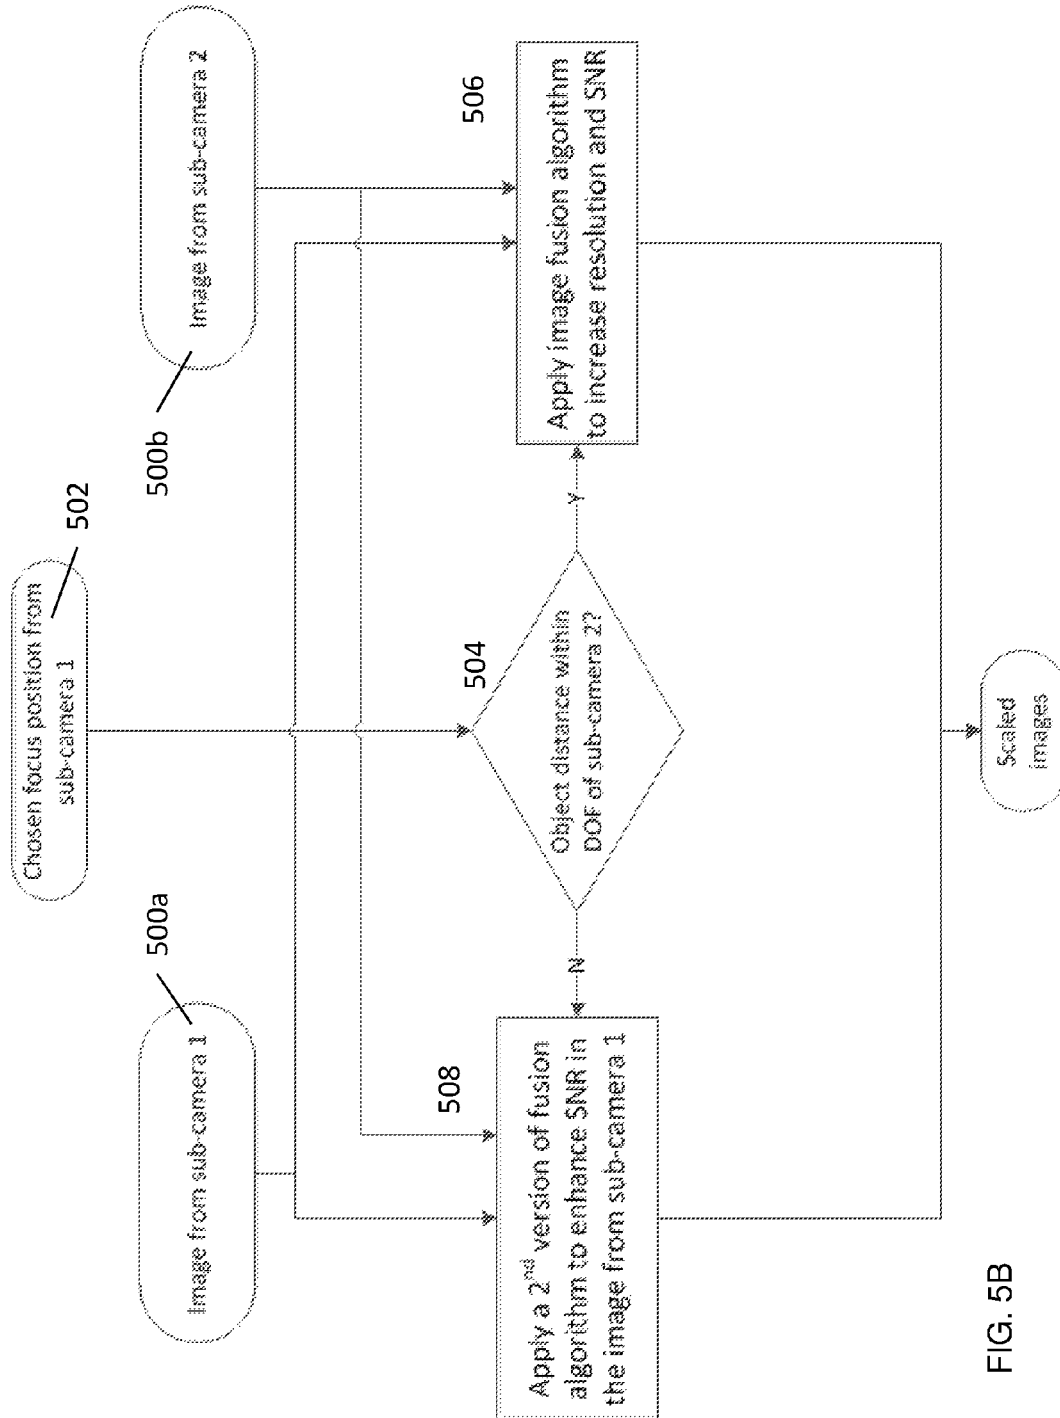 Chosen focus position from
sub-camera 1
502
Image from sub-camera 1
500a
Image from sub-camera 2
500b
504
Object distance within
DOF of sub-camera 2?
N
Y
508
Apply a 2nd version of fusion
algorithm to enhance SNR in
the image from sub-camera 1
506
Apply image fusion algorithm
to increase resolution and SNR
Scaled
images
FIG. 5B